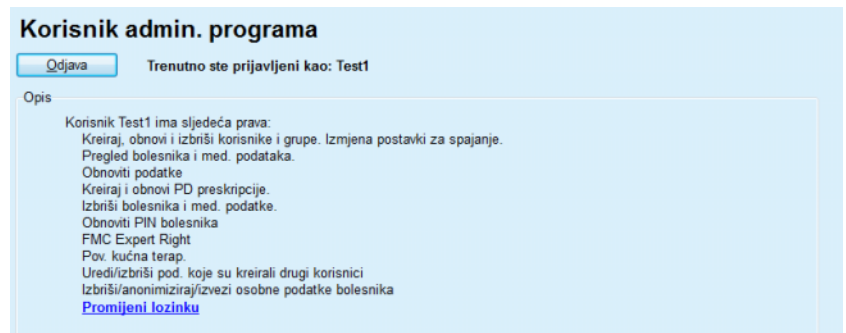 Korisnik admin. programa
Odjava Trenutno ste prijavljeni kao: Test1
Opis
Korisnik Test1 ima sljedeća prava:
Kreiraj, obnovi i izbriši korisnike i grupe. Izmjena postavki za spajanje.
Pregled bolesnika i med. podataka.
Obnoviti podatke
Kreiraj i obnovi PD preskripcije.
Izbriši bolesnika i med. podatke.
Obnoviti PIN bolesnika
FMC Expert Right
Pov. kućna terap.
Uredi/izbriši pod. koje su kreirali drugi korisnici
Izbriši/anonimiziraj/izvezi osobne podatke bolesnika
Promijeni lozinku